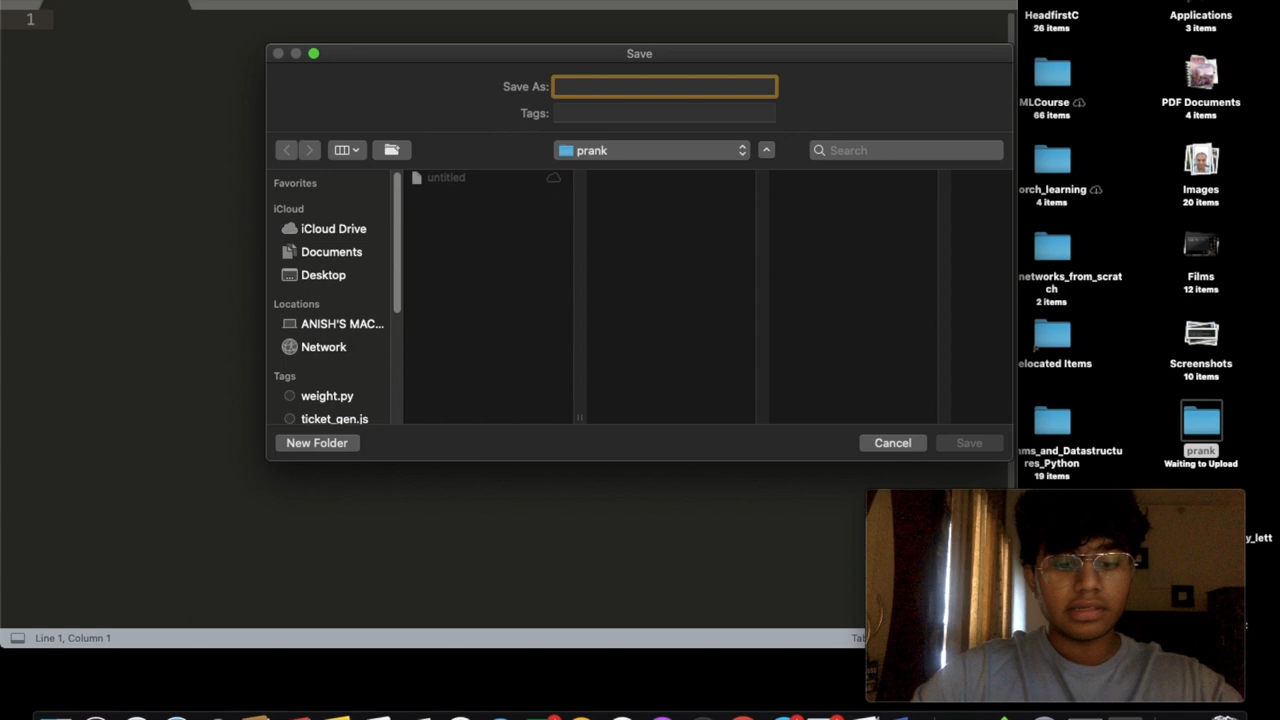 1
Save
Save As:
Tags:
prank
Search
Favorites
untitled
iCloud
iCloud Drive
Documents
Desktop
Locations
ANISH'S MAC...
Network
Tags
weight.py
ticket_gen.js
New Folder
Cancel
Save
Line 1, Column 1
Tab
HeadfirstC
26 items
Applications
3 items
MLCourse
66 items
PDF Documents
4 items
orch_learning
4 items
Images
20 items
networks_from_scrat
ch
2 items
Films
12 items
elocated Items
Screenshots
10 items
ms_and_Datastructu
res_Python
19 items
prank
Waiting to Upload
y_lett